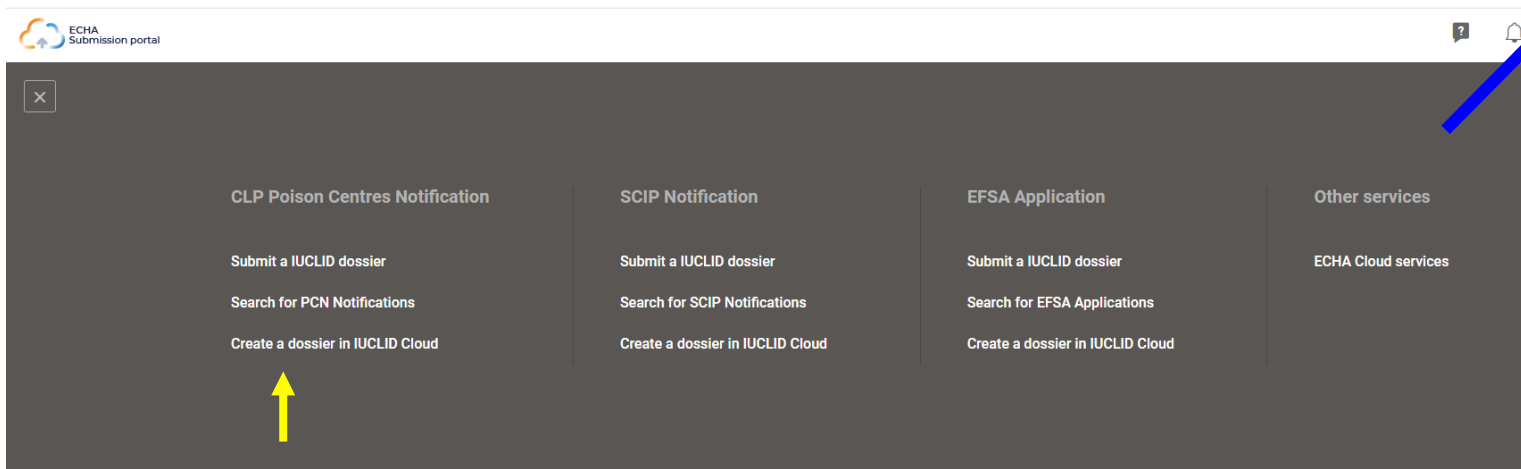 ECHA
Submission portal
CLP Poison Centres Notification
Submit a IUCLID dossier
Search for PCN Notifications
Create a dossier in IUCLID Cloud
SCIP Notification
Submit a IUCLID dossier
Search for SCIP Notifications
Create a dossier in IUCLID Cloud
EFSA Application
Submit a IUCLID dossier
Search for EFSA Applications
Create a dossier in IUCLID Cloud
Other services
ECHA Cloud services